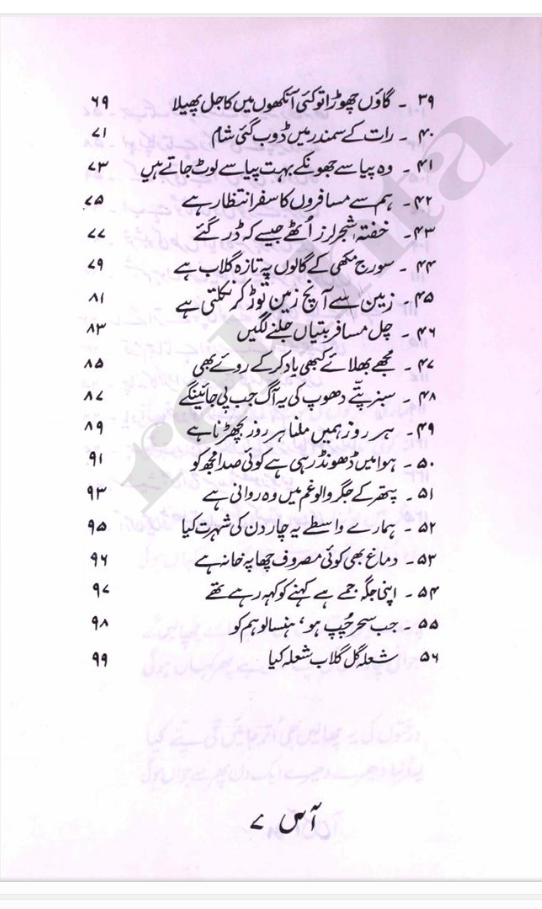 ۳۹ - گاؤں چھوڑا تو کئی آنکھوں میں کاجل پھیلا ۶۹
۴۰ - رات کے سمندر میں ڈوب گئی شام ۷۱
۴۱ - وہ پیاسے جھونکے بہت پیاسے لوٹ جاتے ہیں ۷۳
۴۲ - ہم سے مسافروں کا سفر انتظار ہے ۷۵
۴۳ - خفتہ شجر لرز اُٹھے جیسے کہ ڈر گئے ۷۷
۴۴ - سورج مکھی کے گالوں پہ تازہ گلاب ہے ۷۹
۴۵ - زمین سے آنچ زمین توڑ کر نکلتی ہے ۸۱
۴۶ - چل مسافر بتیاں جلنے لگیں ۸۳
۴۷ - مجھے بھلائے کبھی یاد کر کے روئے بھی ۸۵
۴۸ - سبز پتّے دھوپ کی یہ آگ جب پی جائینگے ۸۷
۴۹ - ہر روز ہمیں ملنا ہر روز بچھڑنا ہے ۸۹
۵۰ - ہوا میں ڈھونڈ رہی ہے کوئی صدا مجھ کو ۹۱
۵۱ - پتھر کے جگر والو غم میں وہ روانی ہے ۹۳
۵۲ - ہمارے واسطے یہ چار دن کی شہرت کیا ۹۵
۵۳ - دماغ بھی کوئی مصروف چھاپہ خانہ ہے ۹۶
۵۴ - اپنی جگہ جمے ہے کہنے کو کہہ رہے تھے ۹۷
۵۵ - جب سحر چُپ ہو، ہنسا لو ہم کو ۹۸
۵۶ - شعلہ گل گلاب شعلہ کیا ۹۹
آس ۷